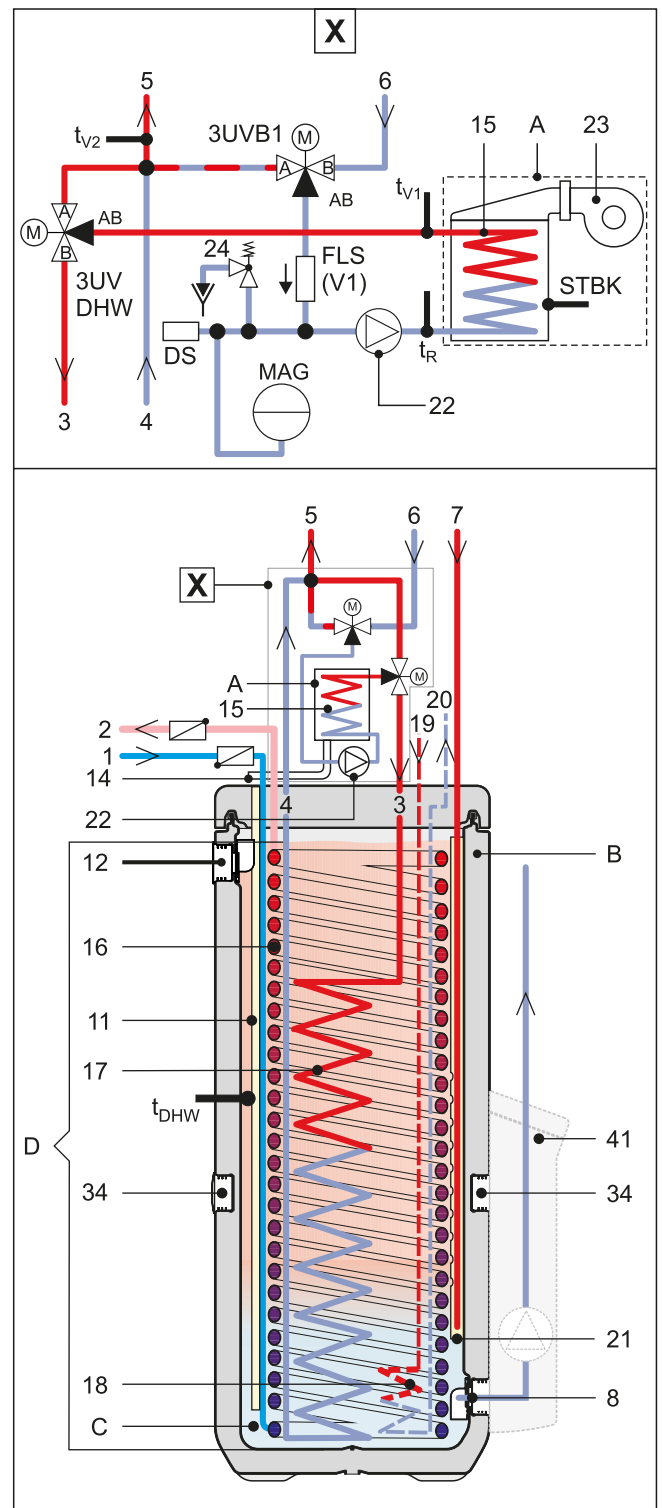 X
5
6
tV2
3UVB1
M
15
A
23
A
B
AB
tV1
M
A
AB
B
24
FLS
(V1)
STBK
3UV
DHW
DS
tR
MAG
22
3
4
5
6
7
X
M
A
M
15
20
19
2
1
14
4
3
22
B
12
16
11
17
tDHW
41
D
34
34
21
18
8
C